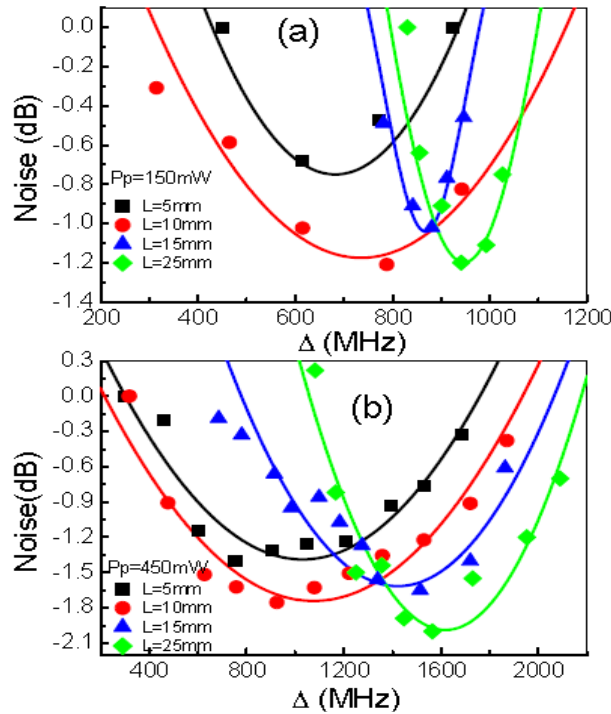 (a)
0.0
-0.2
-0.4
-0.6
-0.8
-1.0
-1.2
-1.4
Noise (dB)
Pp=150mW
L=5mm
L=10mm
L=15mm
L=25mm
200 400 600 800 1000 1200
Δ (MHz)
(b)
0.3
0.0
-0.3
-0.6
-0.9
-1.2
-1.5
-1.8
-2.1
Noise(dB)
Pp=450mW
L=5mm
L=10mm
L=15mm
L=25mm
400 800 1200 1600 2000
Δ (MHz)